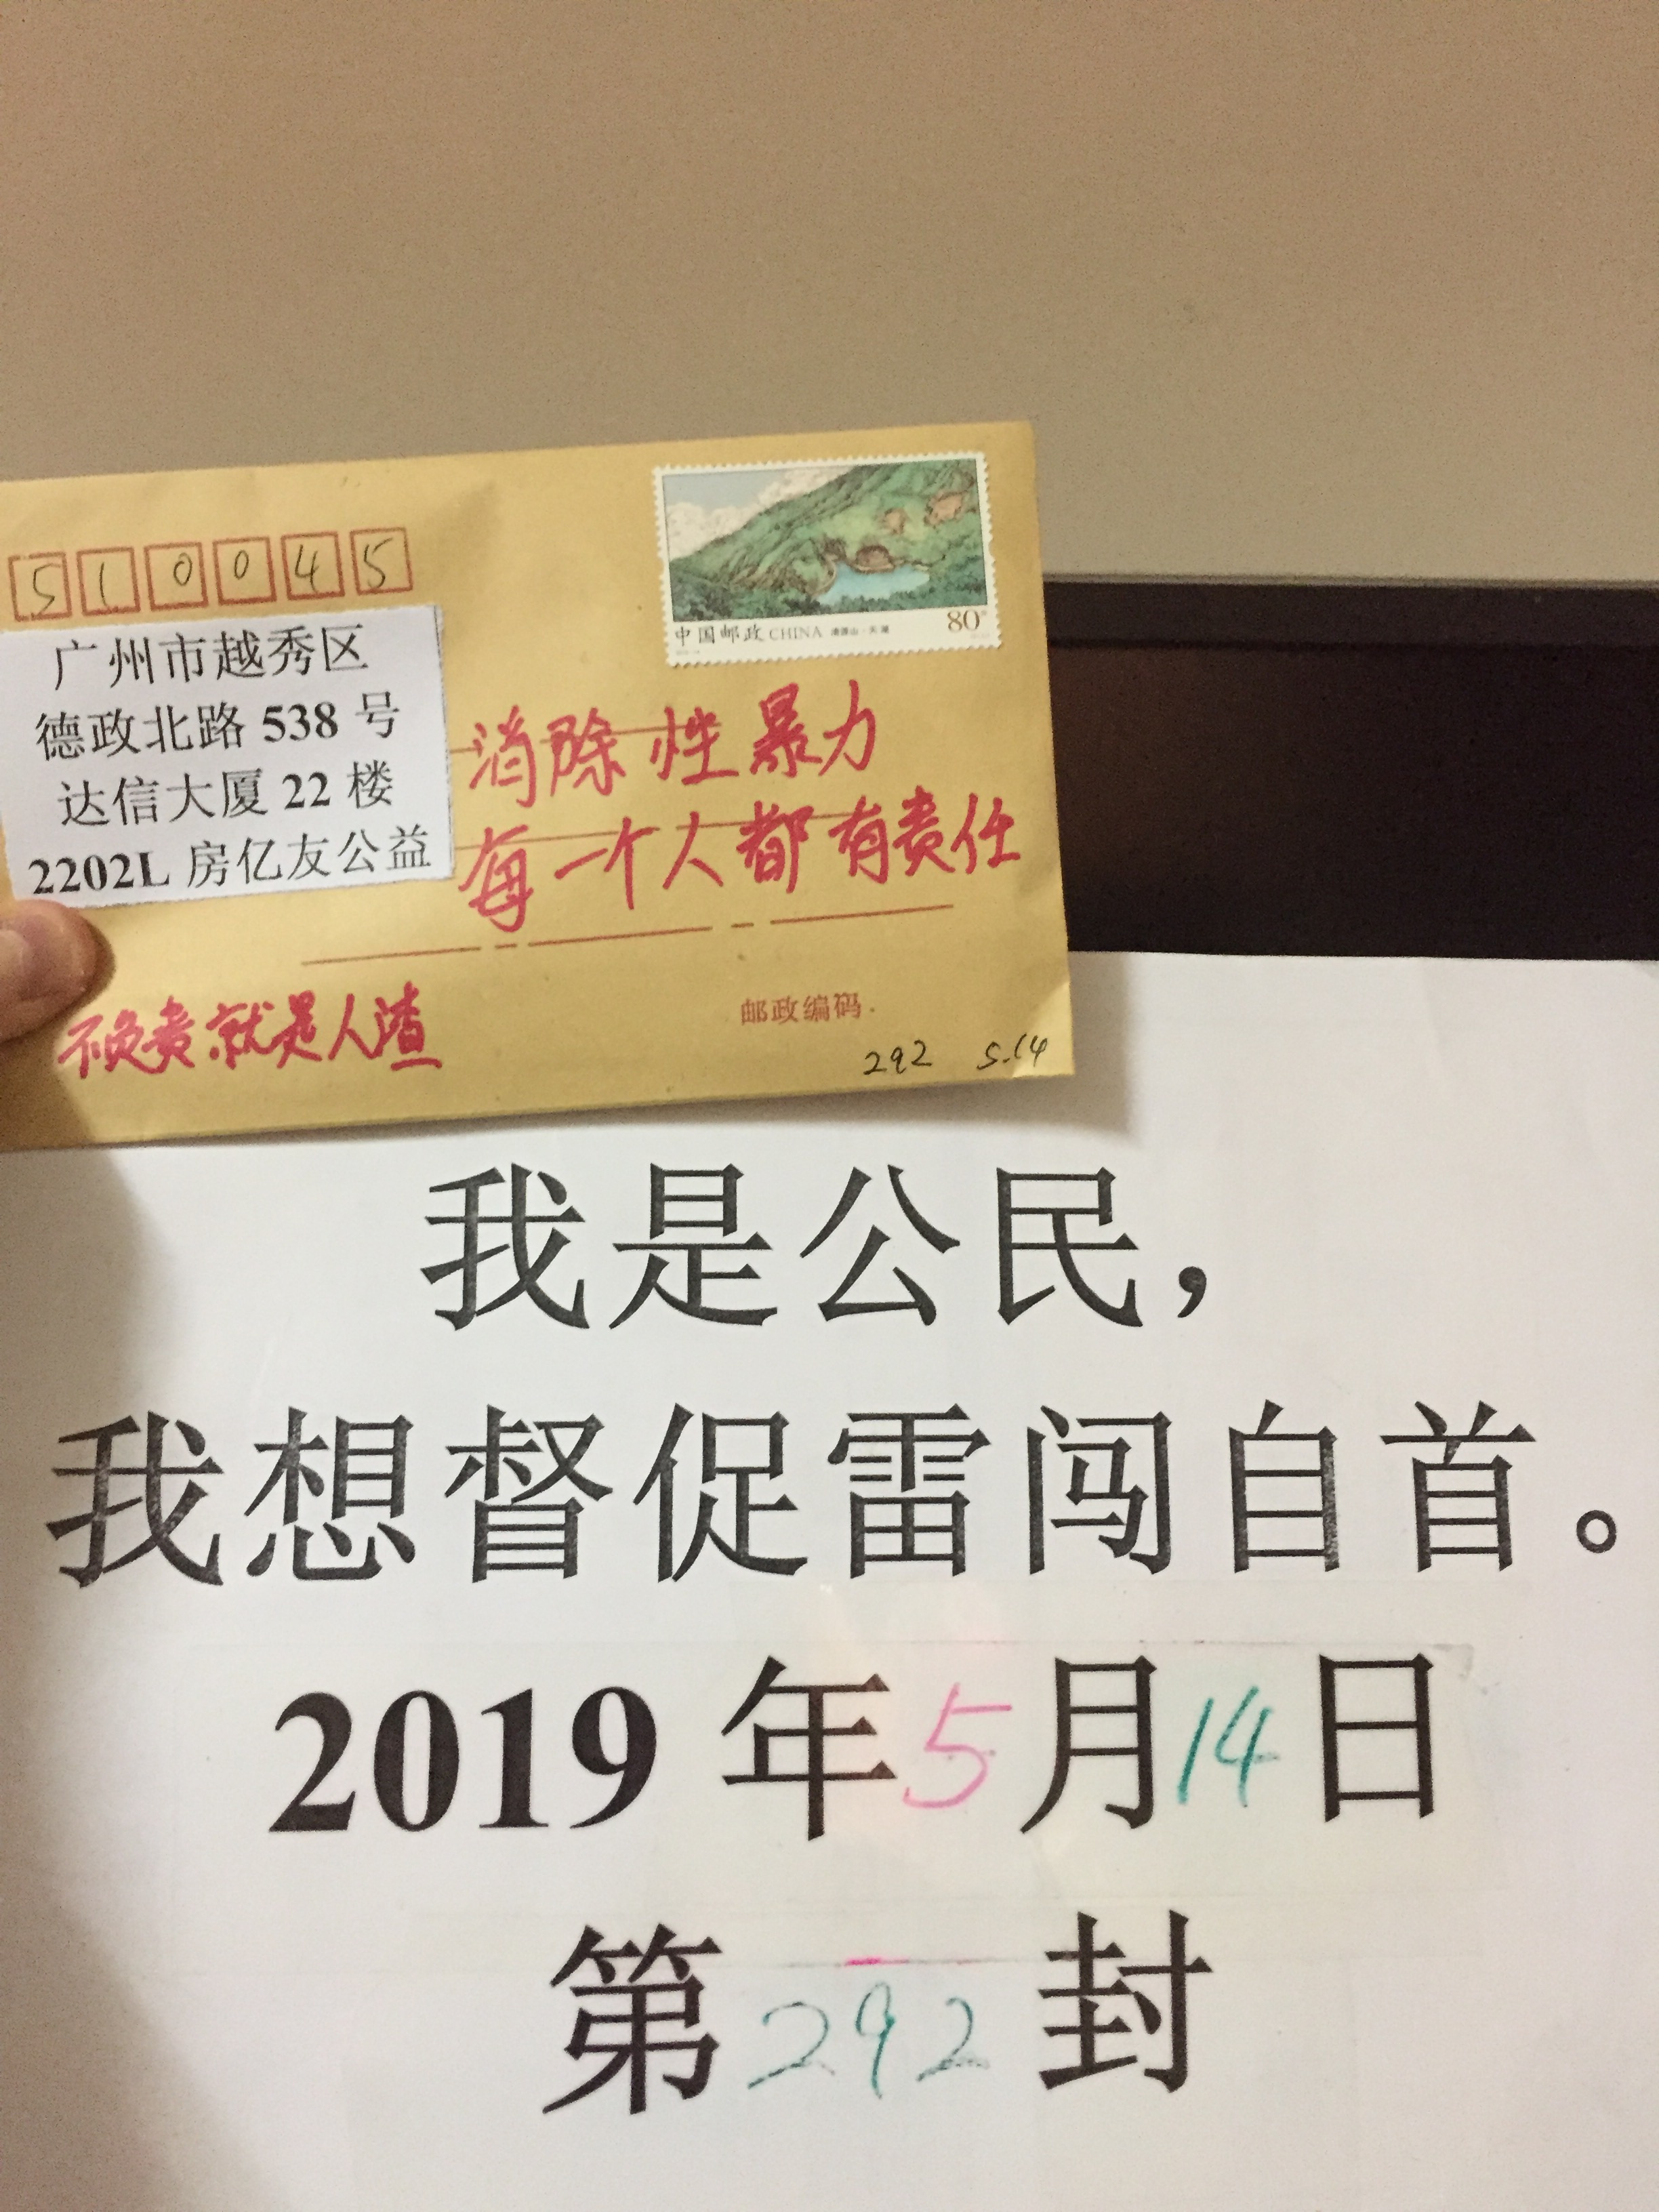 510045
广州市越秀区
德政北路 538 号
达信大厦 22 楼
2202L 房亿友公益
中国邮政 CHINA
80
消除性暴力
每一个人都有责任
不负责就是人渣
邮政编码
292 5.14
我是公民，
我想督促雷闯自首。
2019 年 5 月 14 日
第 292 封